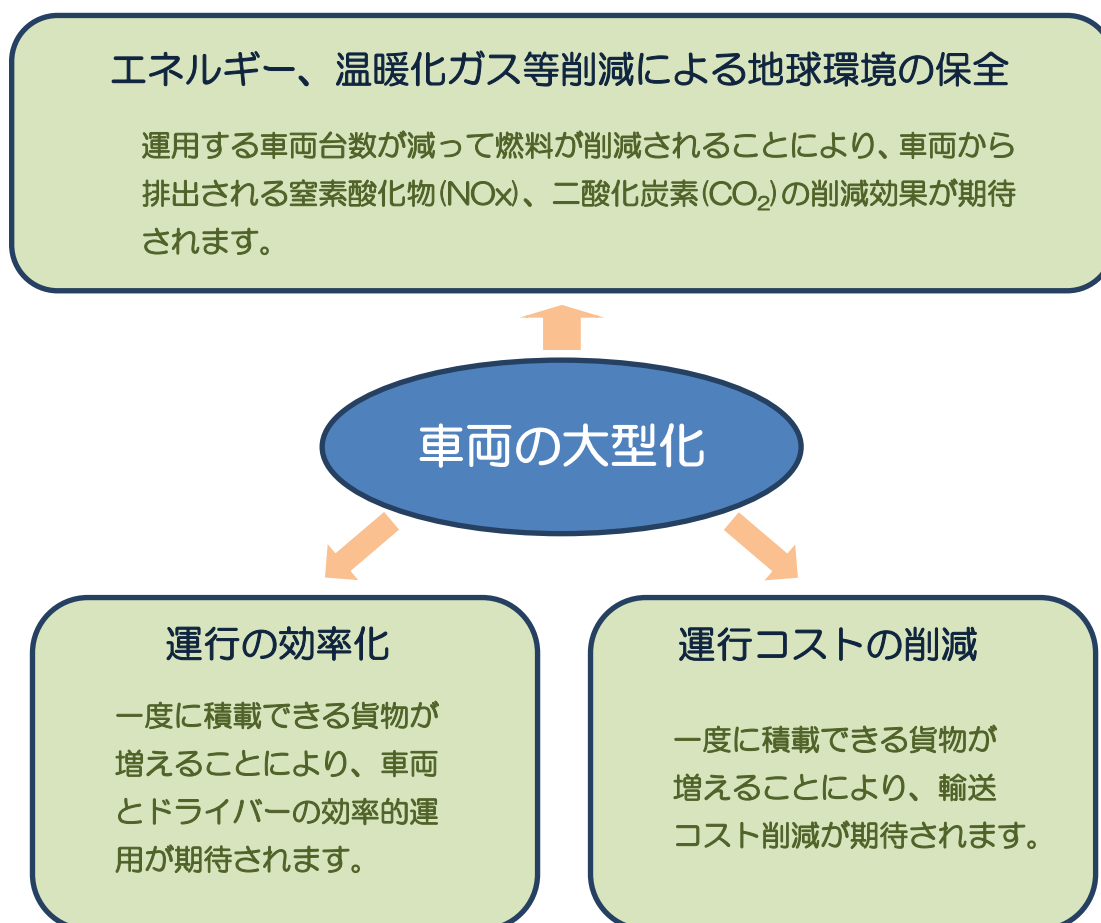 エネルギー、温暖化ガス等削減による地球環境の保全
運用する車両台数が減って燃料が削減されることにより、車両から
排出される窒素酸化物(NOx)、二酸化炭素(CO₂)の削減効果が期待
されます。
車両の大型化
運行の効率化
一度に積載できる貨物が
増えることにより、車両
とドライバーの効率的運
用が期待されます。
運行コストの削減
一度に積載できる貨物が
増えることにより、輸送
コスト削減が期待されます。